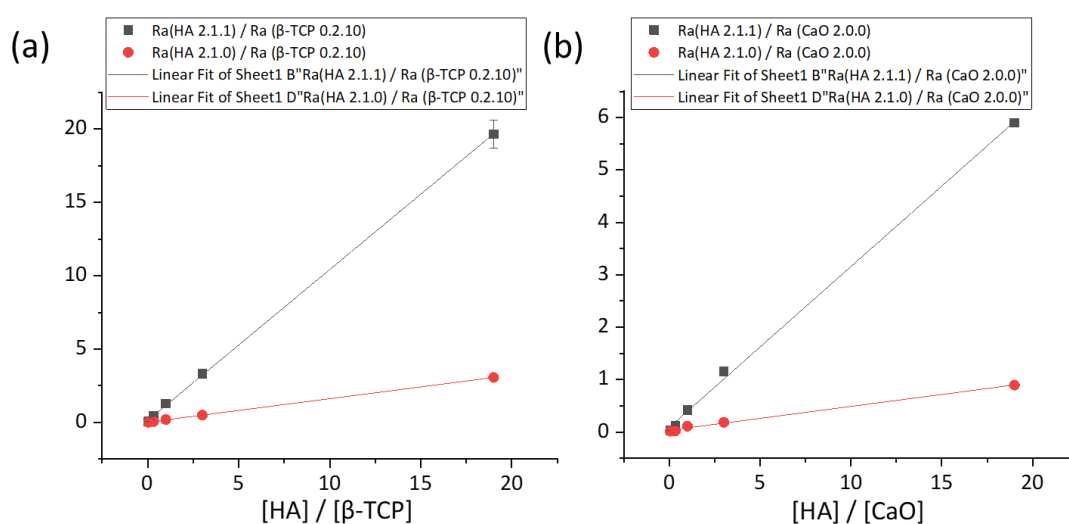 (a)
Ra(HA 2.1.1) / Ra (β-TCP 0.2.10)
Ra(HA 2.1.0) / Ra (β-TCP 0.2.10)
Linear Fit of Sheet1 B"Ra(HA 2.1.1) / Ra (β-TCP 0.2.10)"
Linear Fit of Sheet1 D"Ra(HA 2.1.0) / Ra (β-TCP 0.2.10)"
20
15
10
5
0
0 5 10 15 20
[HA] / [β-TCP]
(b)
Ra(HA 2.1.1) / Ra (CaO 2.0.0)
Ra(HA 2.1.0) / Ra (CaO 2.0.0)
Linear Fit of Sheet1 B"Ra(HA 2.1.1) / Ra (CaO 2.0.0)"
Linear Fit of Sheet1 D"Ra(HA 2.1.0) / Ra (CaO 2.0.0)"
6
5
4
3
2
1
0
0 5 10 15 20
[HA] / [CaO]